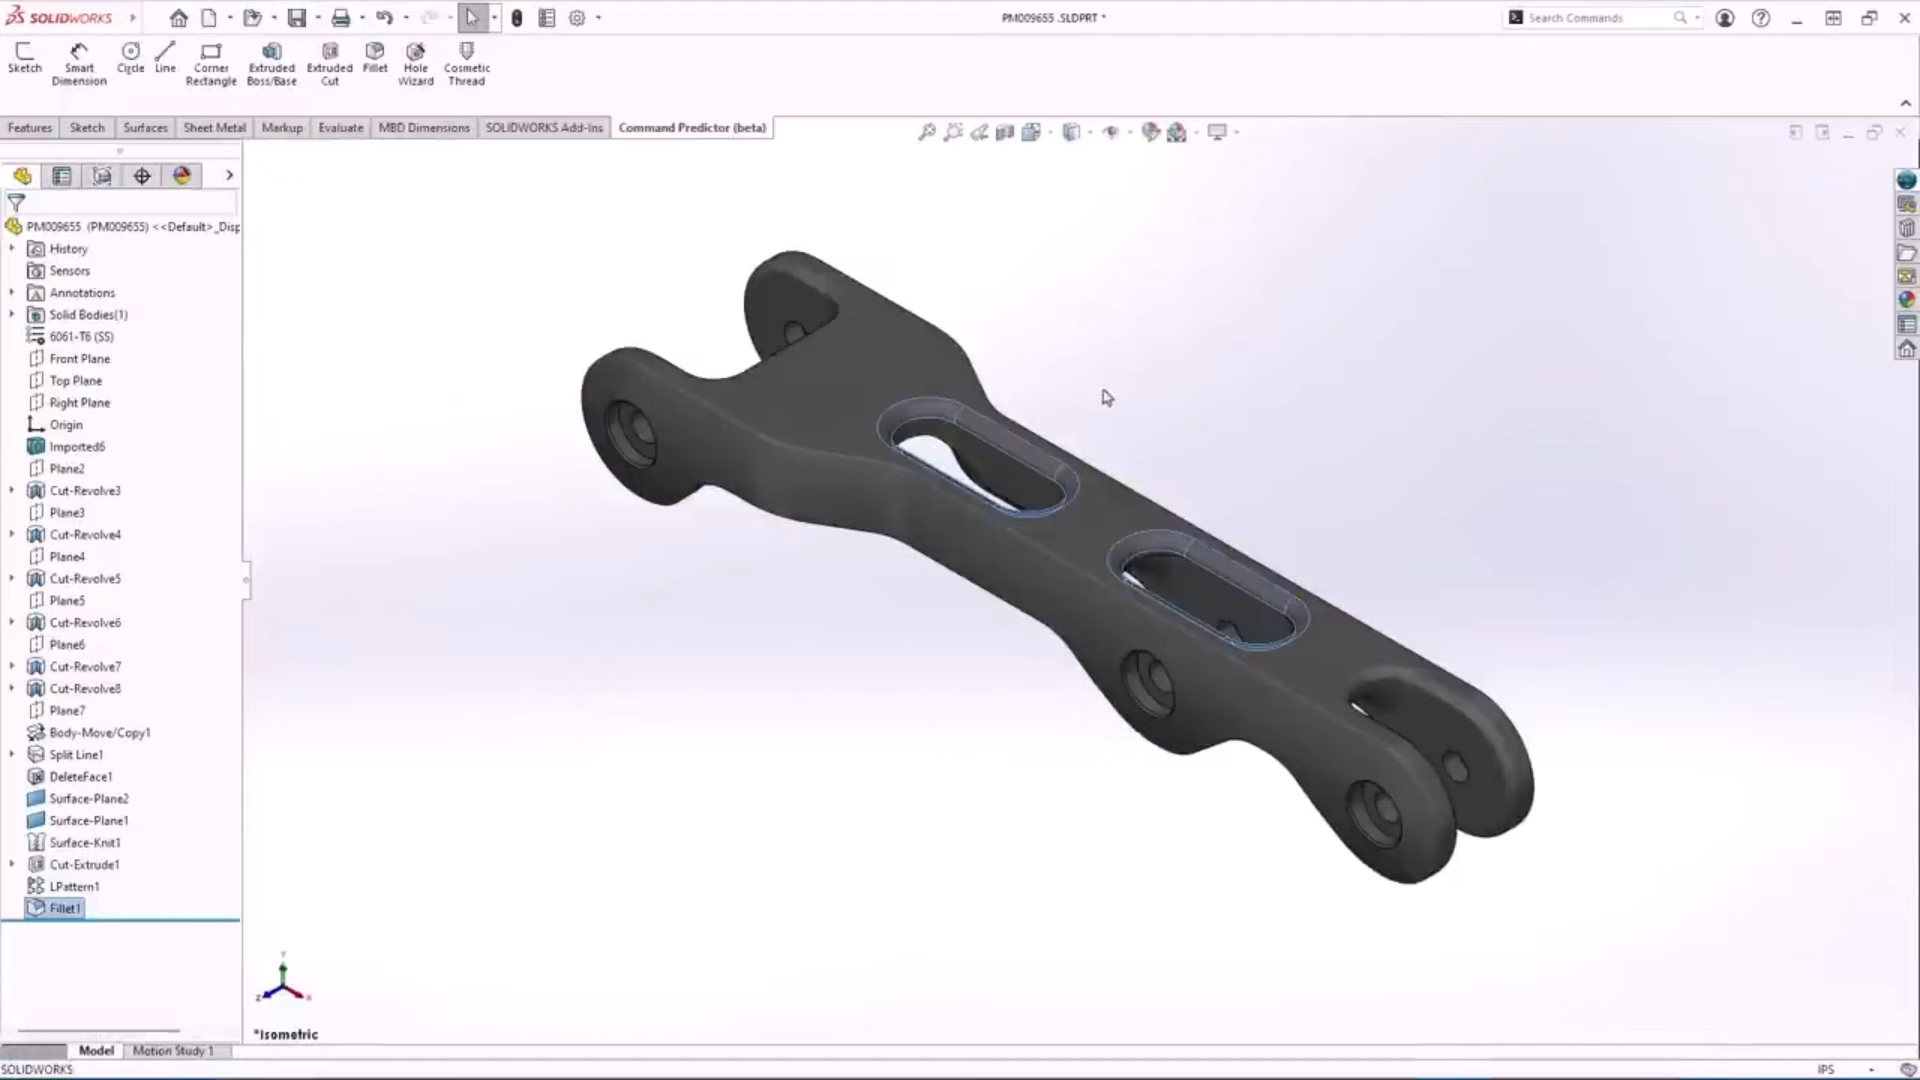 SOLIDWORKS
PM009655 .SLDPRT *
Search Commands
Sketch
Smart Dimension
Circle
Line
Corner Rectangle
Extruded Boss/Base
Extruded Cut
Fillet
Hole Wizard
Cosmetic Thread
Features
Sketch
Surfaces
Sheet Metal
Markup
Evaluate
MBD Dimensions
SOLIDWORKS Add-Ins
Command Predictor (beta)
PM009655 (PM009655) <<Default>_Disp
History
Sensors
Annotations
Solid Bodies(1)
6061-T6 (SS)
Front Plane
Top Plane
Right Plane
Origin
Imported6
Plane2
Cut-Revolve3
Plane3
Cut-Revolve4
Plane4
Cut-Revolve5
Plane5
Cut-Revolve6
Plane6
Cut-Revolve7
Cut-Revolve8
Plane7
Body-Move/Copy1
Split Line1
DeleteFace1
Surface-Plane2
Surface-Plane1
Surface-Knit1
Cut-Extrude1
LPattern1
Fillet1
Y
Z
X
*Isometric
Model
Motion Study 1
SOLIDWORKS
IPS